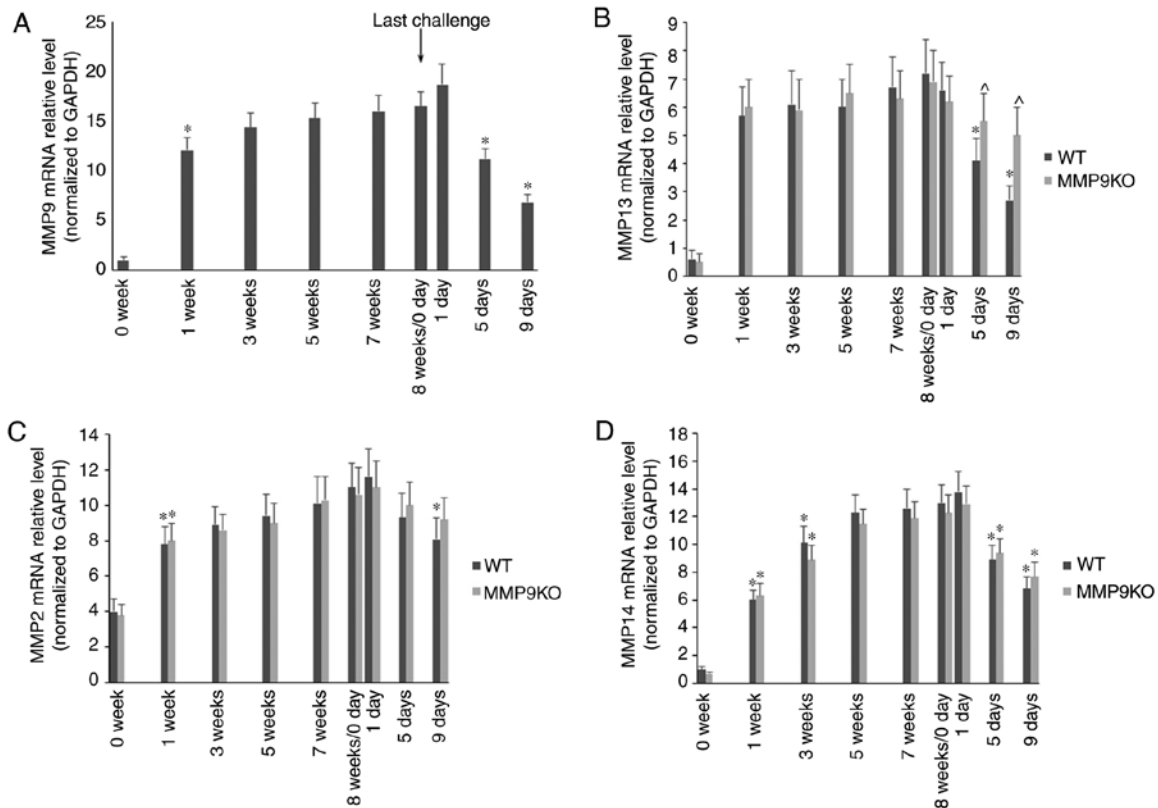 A
MMP9 mRNA relative level
(normalized to GAPDH)
25
20
15
10
5
0
Last challenge
*
*
*
0 week
1 week
3 weeks
5 weeks
7 weeks
8 weeks/0 day
1 day
5 days
9 days
B
MMP13 mRNA relative level
(normalized to GAPDH)
9
8
7
6
5
4
3
2
1
0
*
^
*
^
WT
MMP9KO
0 week
1 week
3 weeks
5 weeks
7 weeks
8 weeks/0 day
1 day
5 days
9 days
C
MMP2 mRNA relative level
(normalized to GAPDH)
14
12
10
8
6
4
2
0
* *
*
WT
MMP9KO
0 week
1 week
3 weeks
5 weeks
7 weeks
8 weeks/0 day
1 day
5 days
9 days
D
MMP14 mRNA relative level
(normalized to GAPDH)
18
16
14
12
10
8
6
4
2
0
* *
* *
* *
* *
WT
MMP9KO
0 week
1 week
3 weeks
5 weeks
7 weeks
8 weeks/0 day
1 day
5 days
9 days